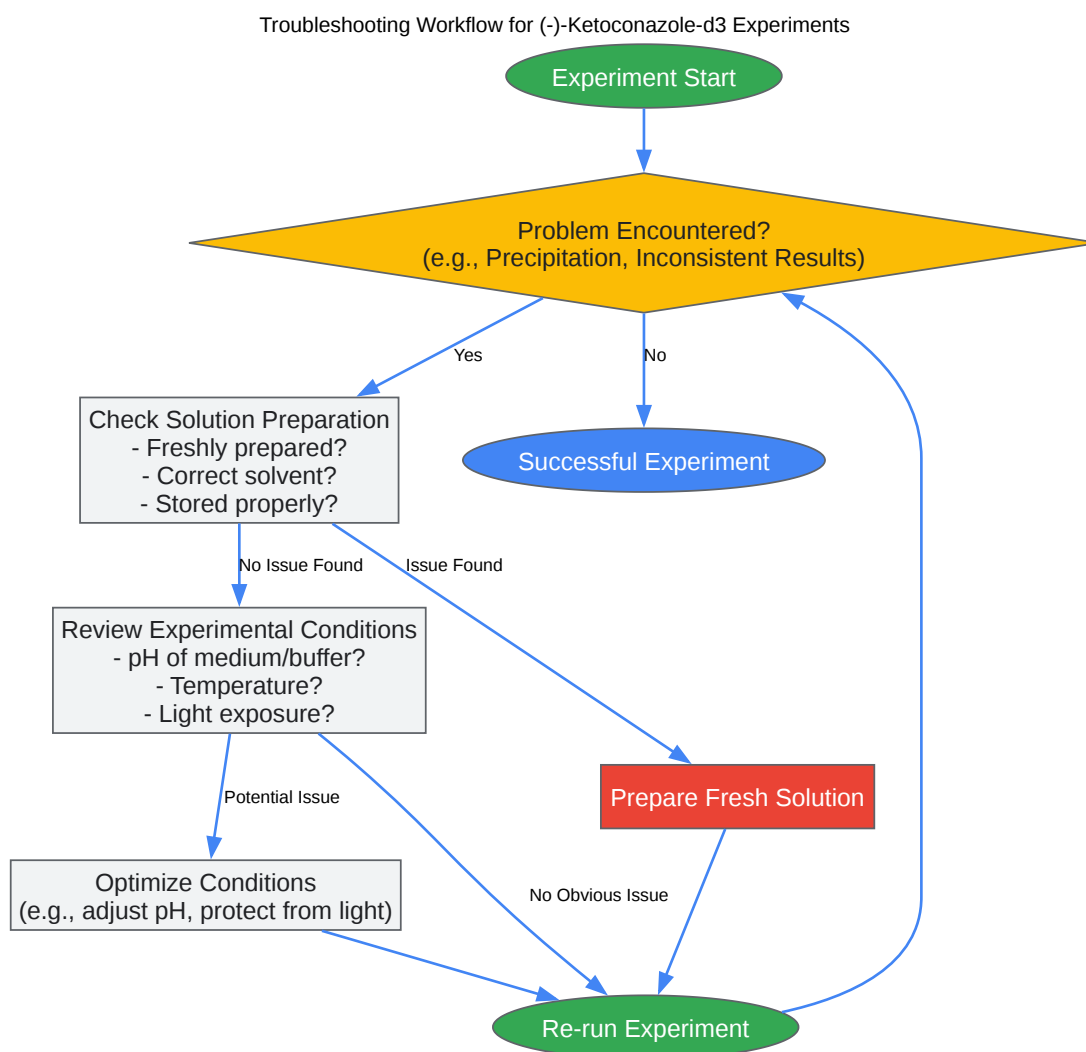 Troubleshooting Workflow for (-)-Ketoconazole-d3 Experiments
Experiment Start
Problem Encountered?
(e.g., Precipitation, Inconsistent Results)
Yes
No
Check Solution Preparation
- Freshly prepared?
- Correct solvent?
- Stored properly?
Successful Experiment
No Issue Found
Issue Found
Review Experimental Conditions
- pH of medium/buffer?
- Temperature?
- Light exposure?
Potential Issue
Prepare Fresh Solution
Optimize Conditions
(e.g., adjust pH, protect from light)
No Obvious Issue
Re-run Experiment